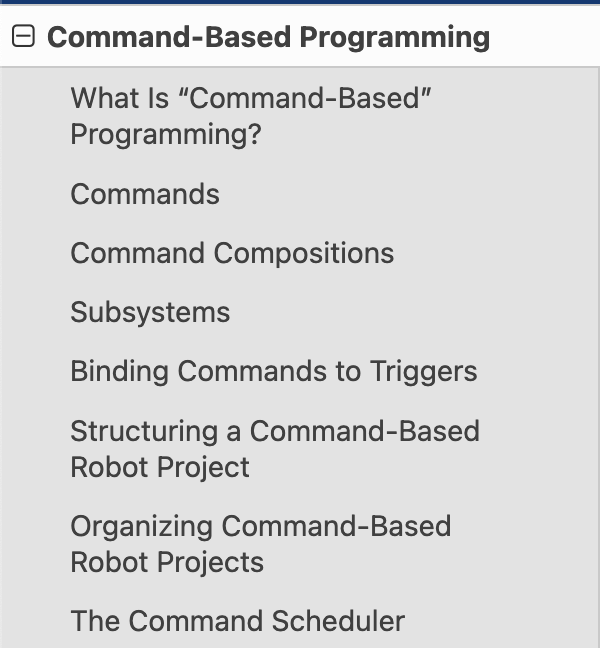 Command-Based Programming
What Is “Command-Based”
Programming?
Commands
Command Compositions
Subsystems
Binding Commands to Triggers
Structuring a Command-Based
Robot Project
Organizing Command-Based
Robot Projects
The Command Scheduler